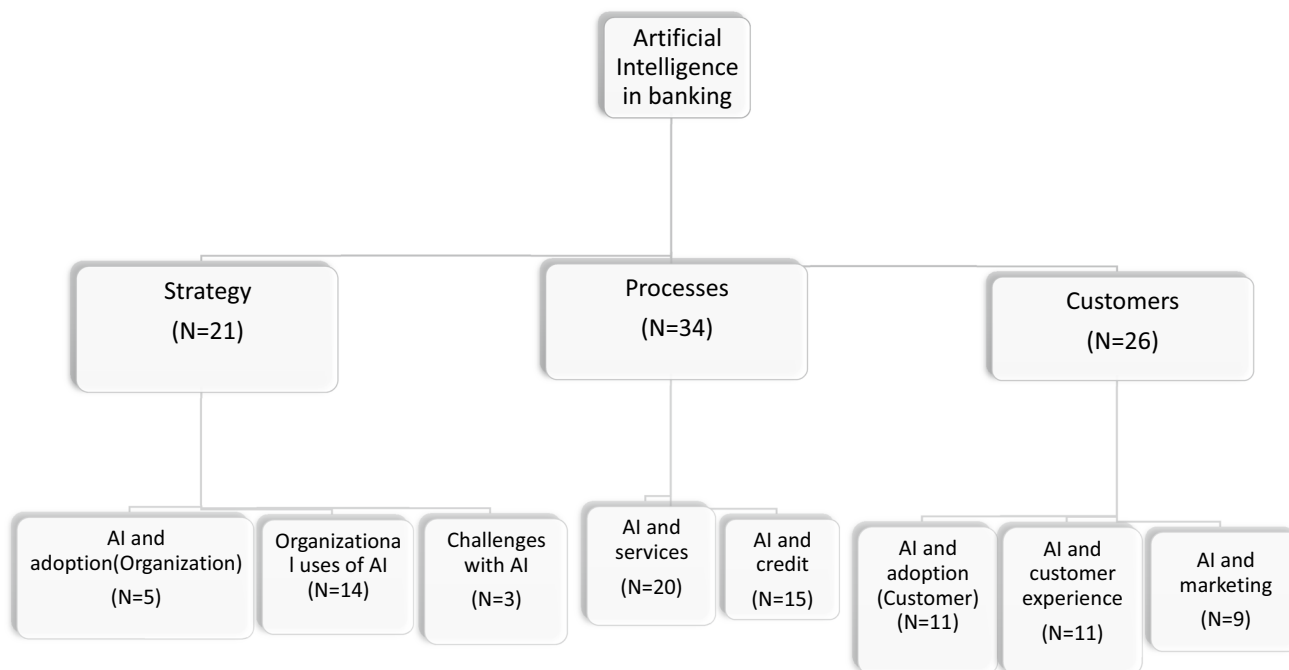 Artificial
Intelligence
in banking
Strategy
(N=21)
Processes
(N=34)
Customers
(N=26)
AI and
adoption(Organization)
(N=5)
Organizationa
l uses of AI
(N=14)
Challenges
with AI
(N=3)
AI and
services
(N=20)
AI and
credit
(N=15)
AI and
adoption
(Customer)
(N=11)
AI and
customer
experience
(N=11)
AI and
marketing
(N=9)